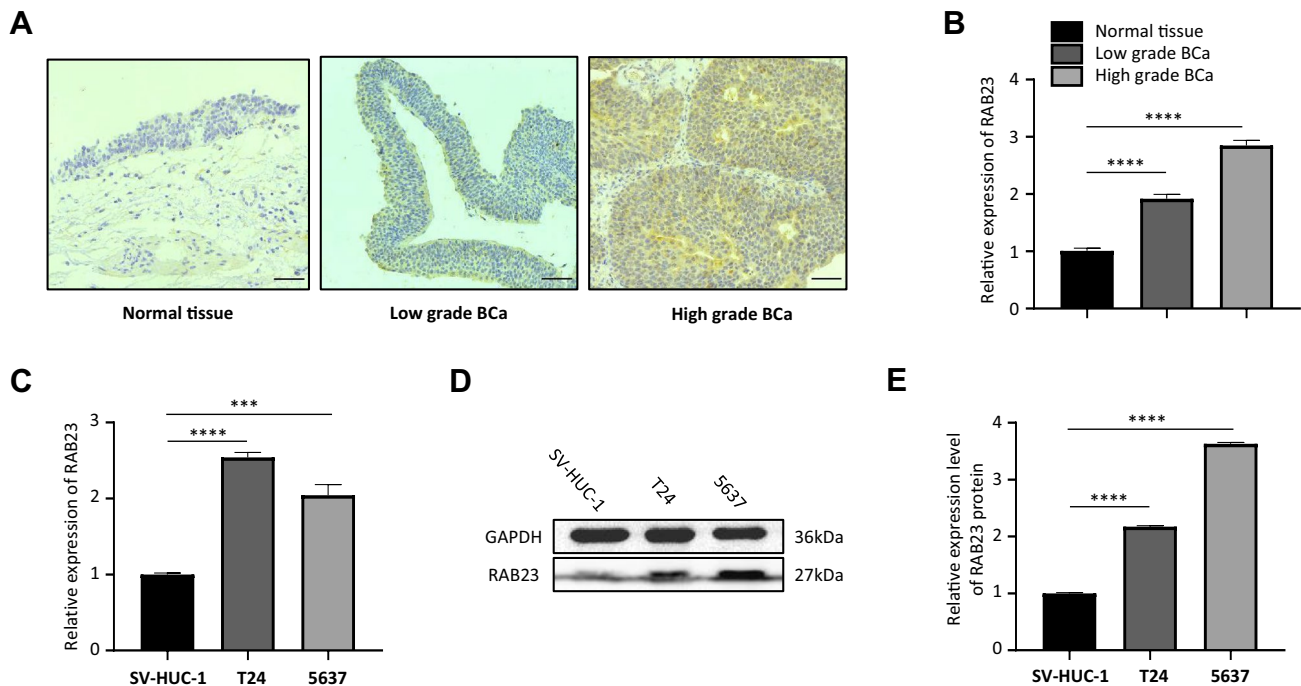 A
Normal tissue
Low grade BCa
High grade BCa
B
Normal tissue
Low grade BCa
High grade BCa
Relative expression of RAB23
4
3
2
1
0
****
****
C
Relative expression of RAB23
3
2
1
0
***
****
SV-HUC-1
T24
5637
D
SV-HUC-1
T24
5637
GAPDH
36kDa
RAB23
27kDa
E
Relative expression level
of RAB23 protein
4
3
2
1
0
****
****
SV-HUC-1
T24
5637